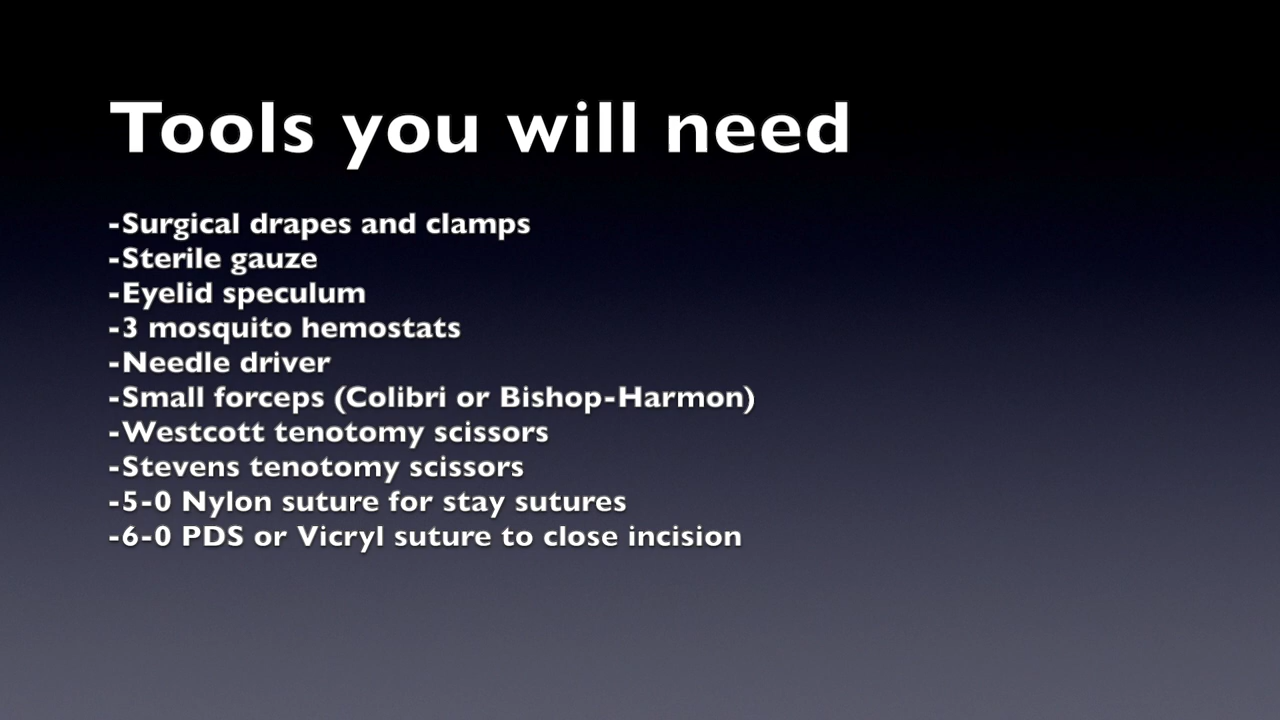 Tools you will need
-Surgical drapes and clamps
-Sterile gauze
-Eyelid speculum
-3 mosquito hemostats
-Needle driver
-Small forceps (Colibri or Bishop-Harmon)
-Westcott tenotomy scissors
-Stevens tenotomy scissors
-5-0 Nylon suture for stay sutures
-6-0 PDS or Vicryl suture to close incision